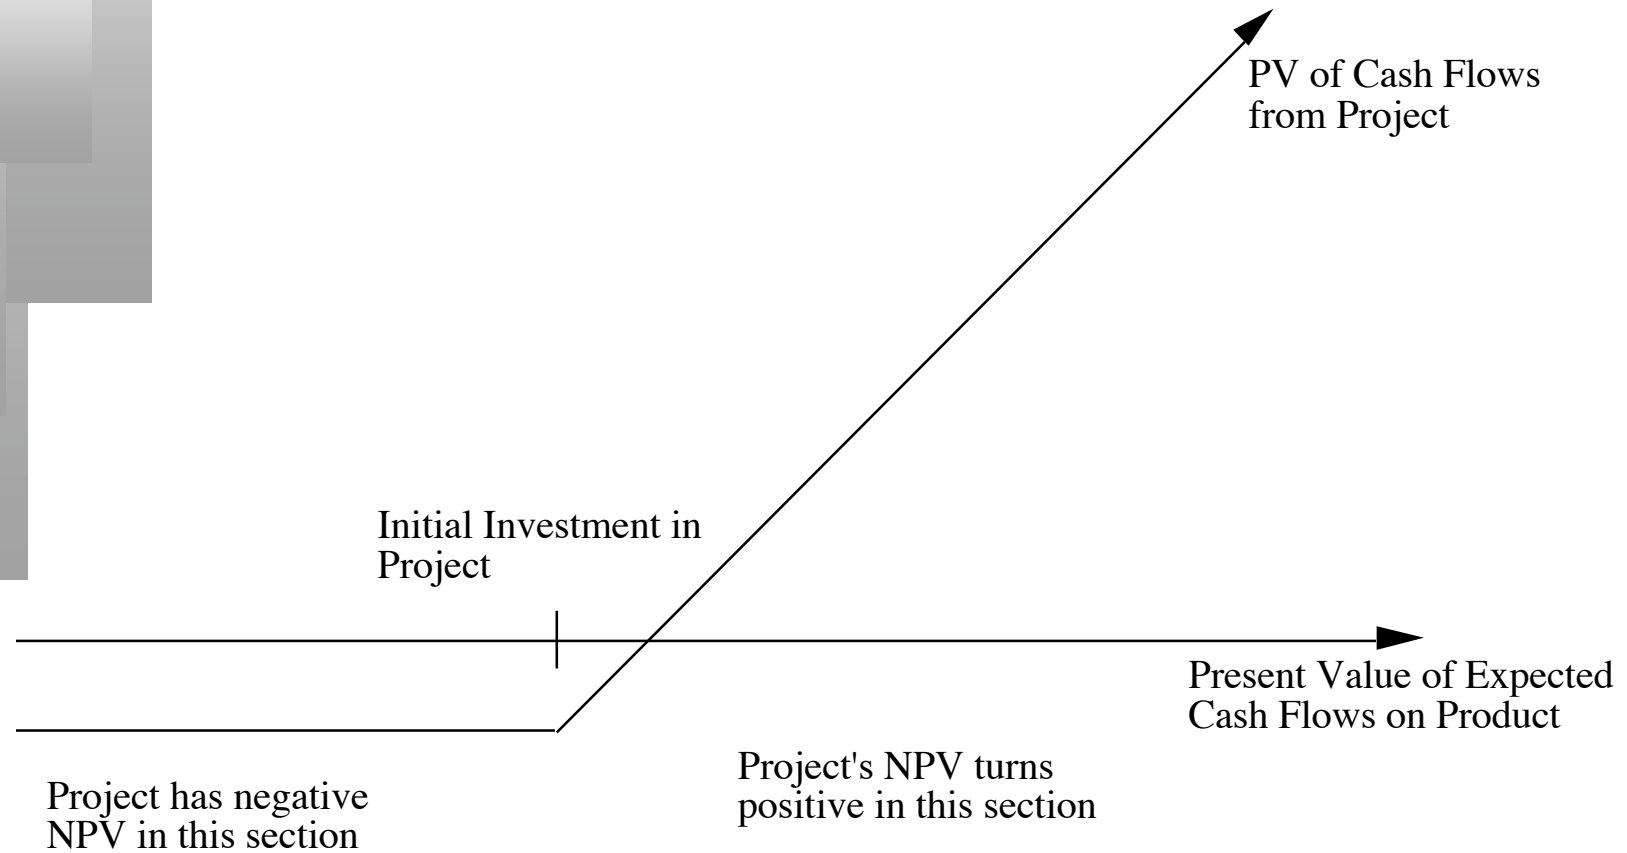 PV of Cash Flows
from Project
Initial Investment in
Project
Present Value of Expected
Cash Flows on Product
Project's NPV turns
positive in this section
Project has negative
NPV in this section